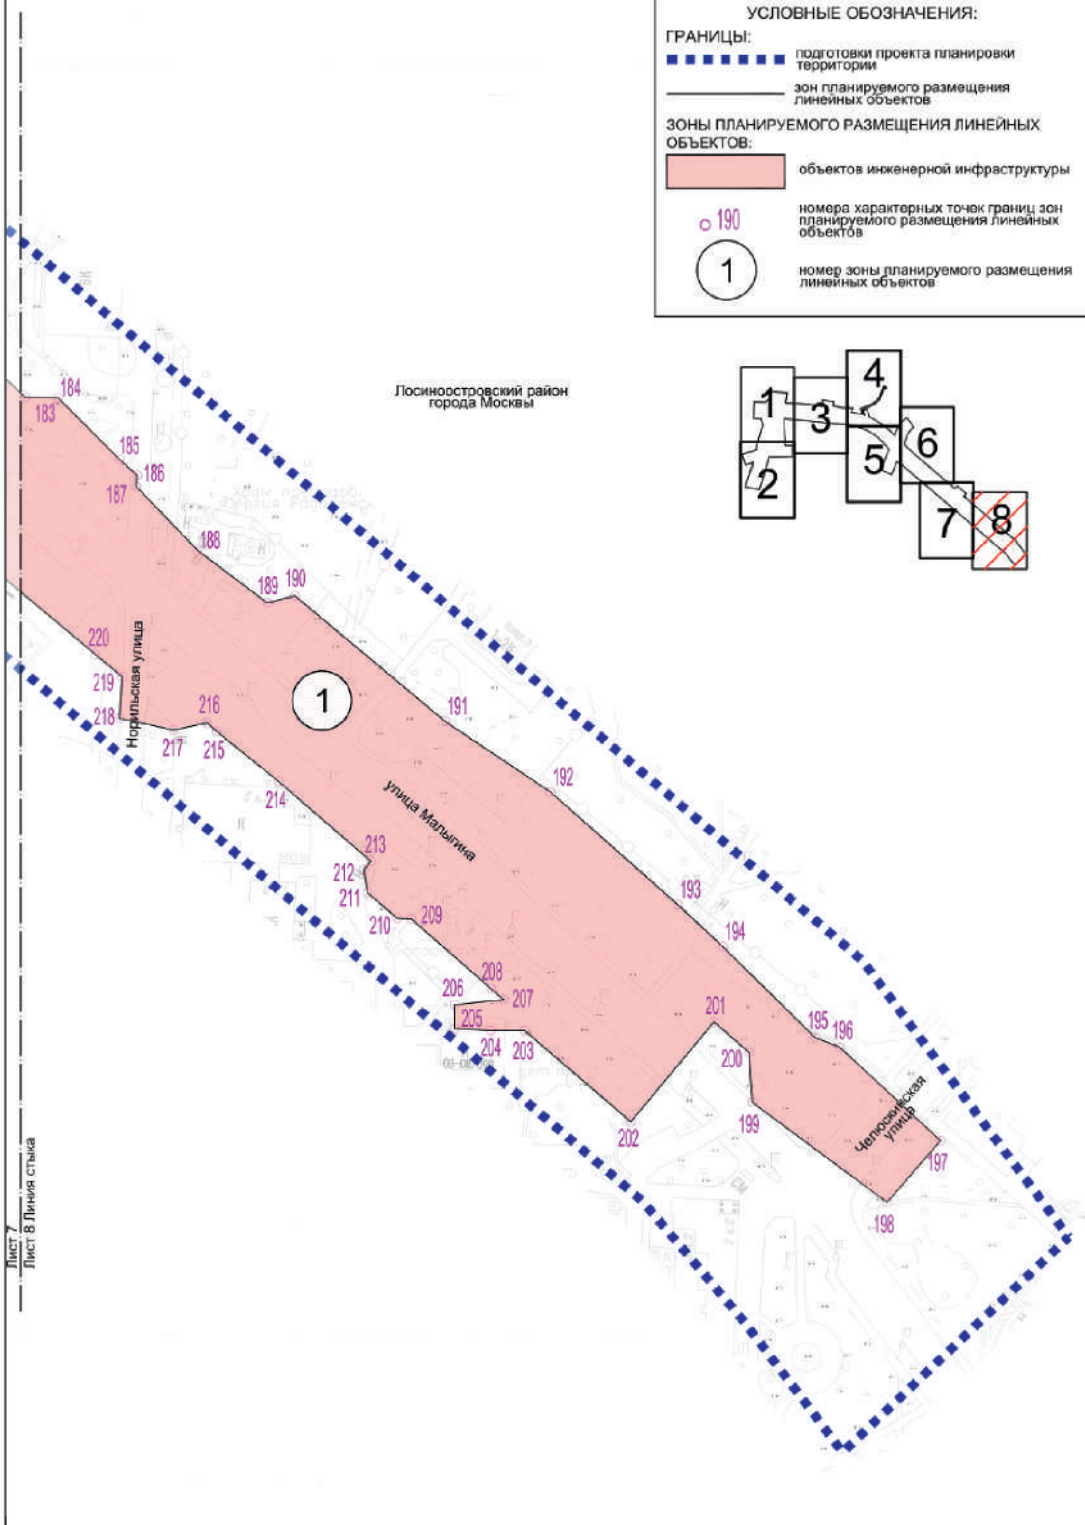 УСЛОВНЫЕ ОБОЗНАЧЕНИЯ:
ГРАНИЦЫ:
подготовки проекта планировки
территории
зон планируемого размещения
линейных объектов
ЗОНЫ ПЛАНИРУЕМОГО РАЗМЕЩЕНИЯ ЛИНЕЙНЫХ
ОБЪЕКТОВ:
объектов инженерной инфраструктуры
190
номера характерных точек границ зон
планируемого размещения линейных
объектов
1
номер зоны планируемого размещения
линейных объектов
4
1
3
6
5
2
7
8
Лосиноостровский район
города Москвы
184
183
185
186
187
188
189
190
220
219
218
Норильская улица
216
217
215
1
191
192
214
улица Малыгина
213
212
211
210
209
193
194
208
207
206
205
204
203
201
195
196
200
199
202
Челюскинская
улица
197
198
СМ
Лист 7
Лист 8 Линия стыка